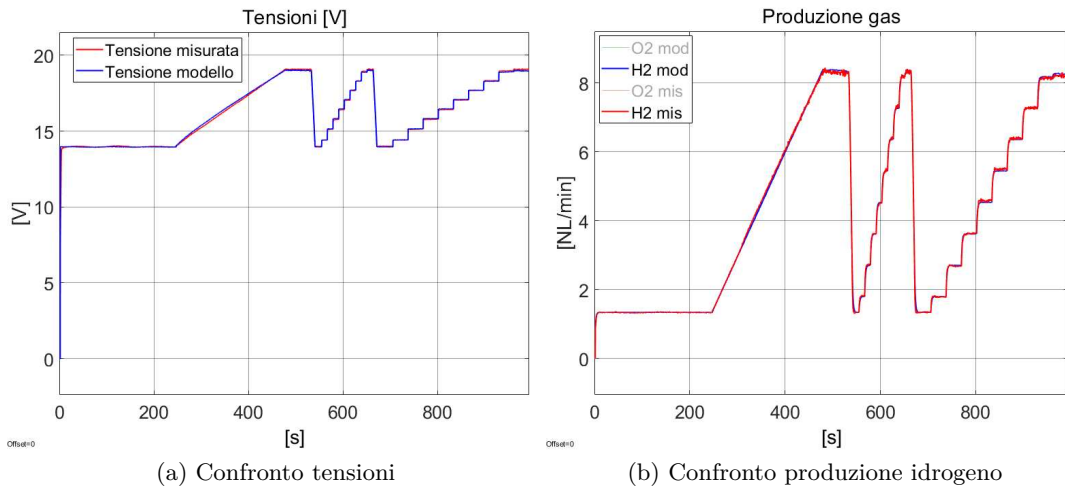 Tensioni [V]
Tensione misurata
Tensione modello
20
15
10
5
0
[V]
0
200
400
600
800
[s]
Offset=0
(a) Confronto tensioni
Produzione gas
O2 mod
H2 mod
O2 mis
H2 mis
8
6
4
2
0
[NL/min]
0
200
400
600
800
[s]
Offset=0
(b) Confronto produzione idrogeno